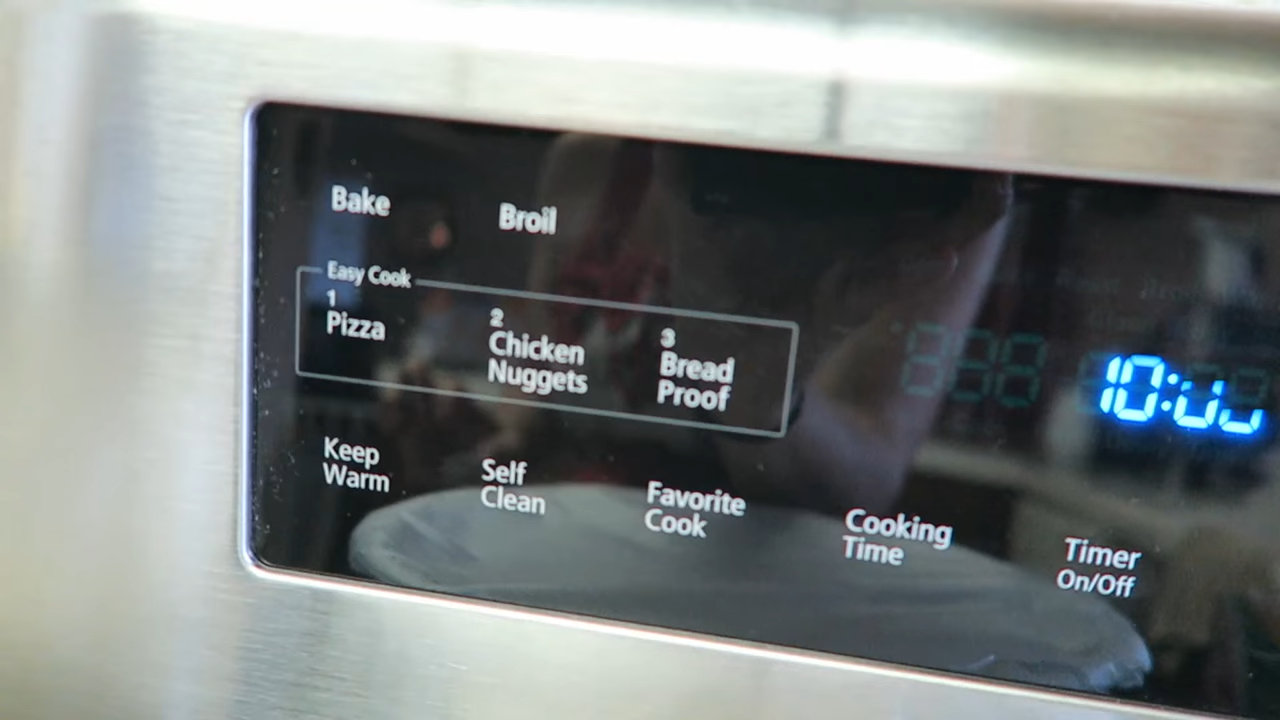 Bake
Broil
Easy Cook
1
Pizza
2
Chicken
Nuggets
3
Bread
Proof
Keep
Warm
Self
Clean
Favorite
Cook
Cooking
Time
Timer
On/Off